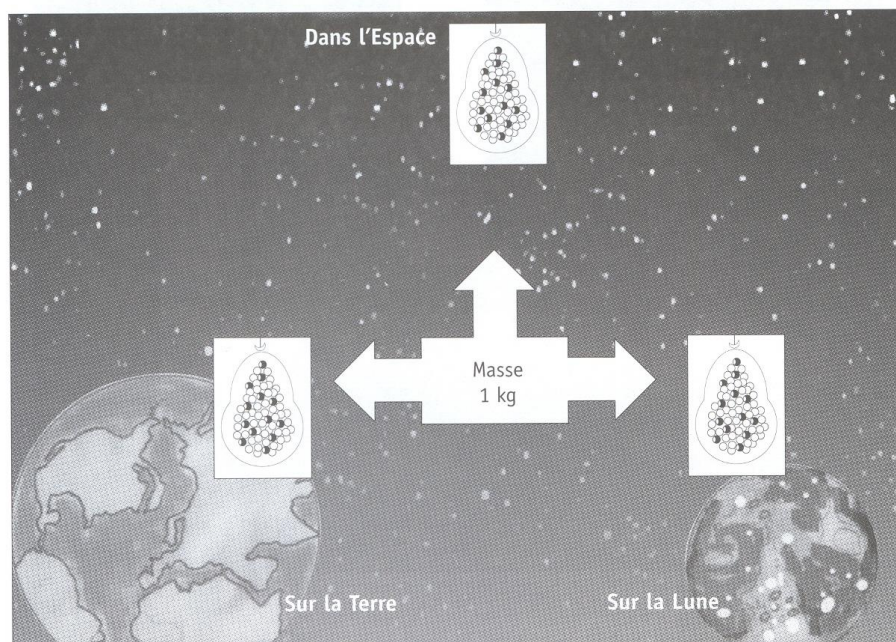 Dans l'Espace
Masse
1 kg
Sur la Terre
Sur la Lune